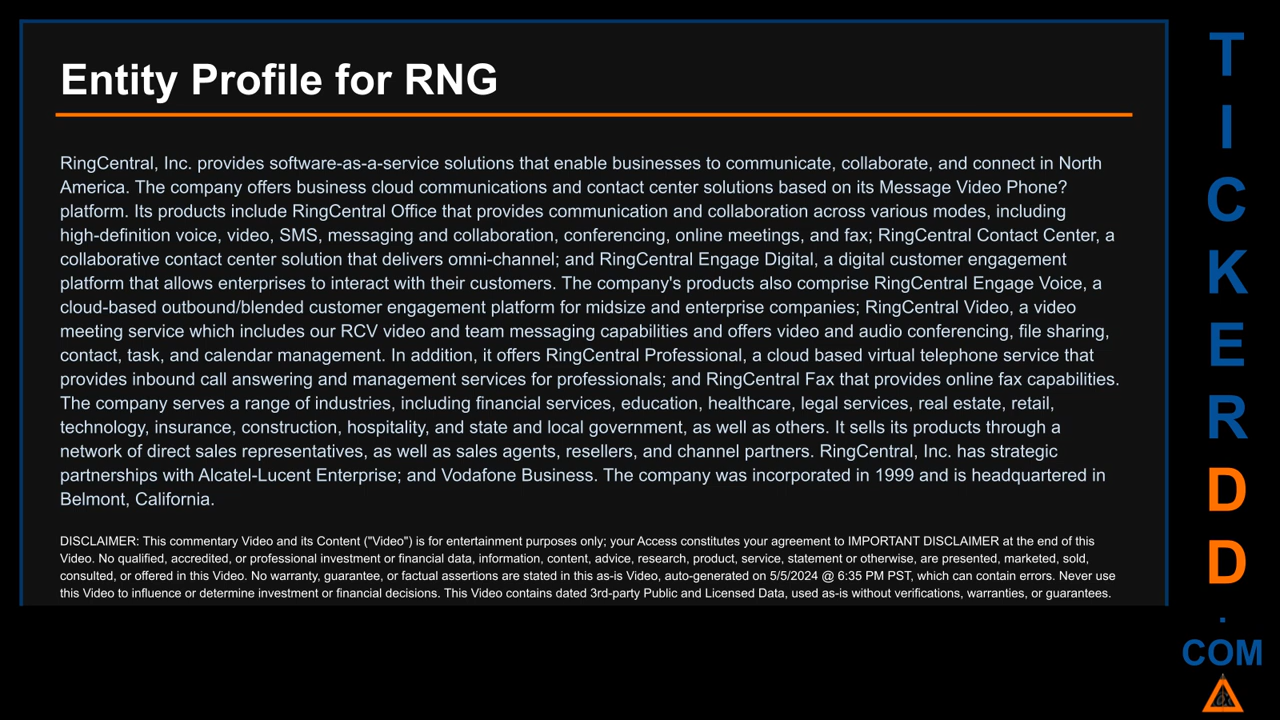 Entity Profile for RNG
RingCentral, Inc. provides software-as-a-service solutions that enable businesses to communicate, collaborate, and connect in North
America. The company offers business cloud communications and contact center solutions based on its Message Video Phone?
platform. Its products include RingCentral Office that provides communication and collaboration across various modes, including
high-definition voice, video, SMS, messaging and collaboration, conferencing, online meetings, and fax; RingCentral Contact Center, a
collaborative contact center solution that delivers omni-channel; and RingCentral Engage Digital, a digital customer engagement
platform that allows enterprises to interact with their customers. The company's products also comprise RingCentral Engage Voice, a
cloud-based outbound/blended customer engagement platform for midsize and enterprise companies; RingCentral Video, a video
meeting service which includes our RCV video and team messaging capabilities and offers video and audio conferencing, file sharing,
contact, task, and calendar management. In addition, it offers RingCentral Professional, a cloud based virtual telephone service that
provides inbound call answering and management services for professionals; and RingCentral Fax that provides online fax capabilities.
The company serves a range of industries, including financial services, education, healthcare, legal services, real estate, retail,
technology, insurance, construction, hospitality, and state and local government, as well as others. It sells its products through a
network of direct sales representatives, as well as sales agents, resellers, and channel partners. RingCentral, Inc. has strategic
partnerships with Alcatel-Lucent Enterprise; and Vodafone Business. The company was incorporated in 1999 and is headquartered in
Belmont, California.
DISCLAIMER: This commentary Video and its Content ("Video") is for entertainment purposes only; your Access constitutes your agreement to IMPORTANT DISCLAIMER at the end of this
Video. No qualified, accredited, or professional investment or financial data, information, content, advice, research, product, service, statement or otherwise, are presented, marketed, sold,
consulted, or offered in this Video. No warranty, guarantee, or factual assertions are stated in this as-is Video, auto-generated on 5/5/2024 @ 6:35 PM PST, which can contain errors. Never use
this Video to influence or determine investment or financial decisions. This Video contains dated 3rd-party Public and Licensed Data, used as-is without verifications, warranties, or guarantees.
T
I
C
K
E
R
D
D
.
COM